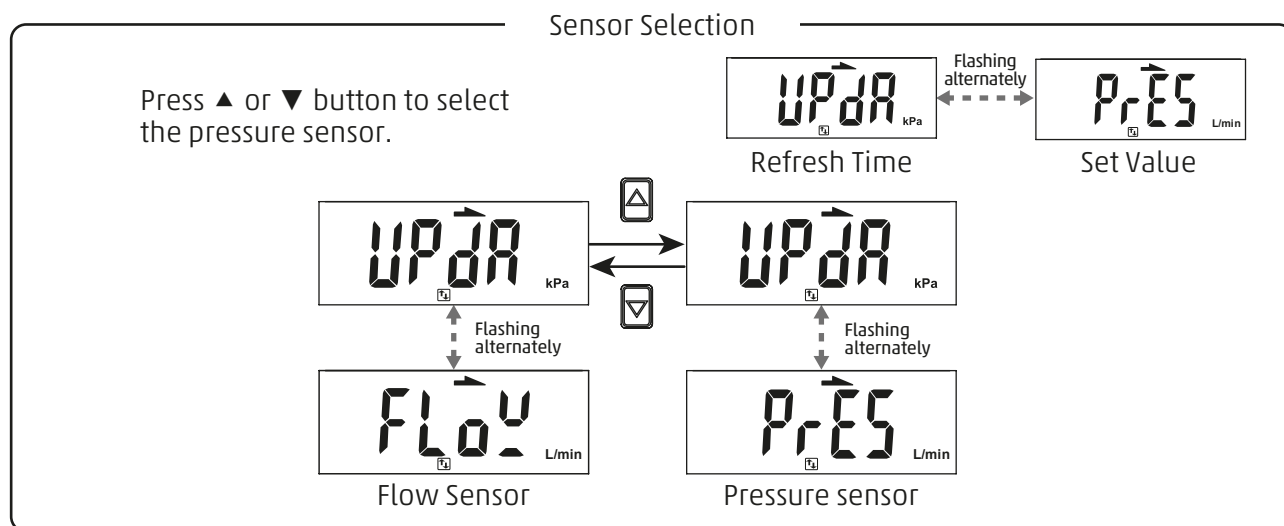 Sensor Selection
Press ▲ or ▼ button to select
the pressure sensor.
UPdA kPa
Flashing
alternately
PrES L/min
Refresh Time
Set Value
UPdA kPa
UPdA kPa
Flashing
alternately
Flashing
alternately
FLoW L/min
PrES L/min
Flow Sensor
Pressure sensor